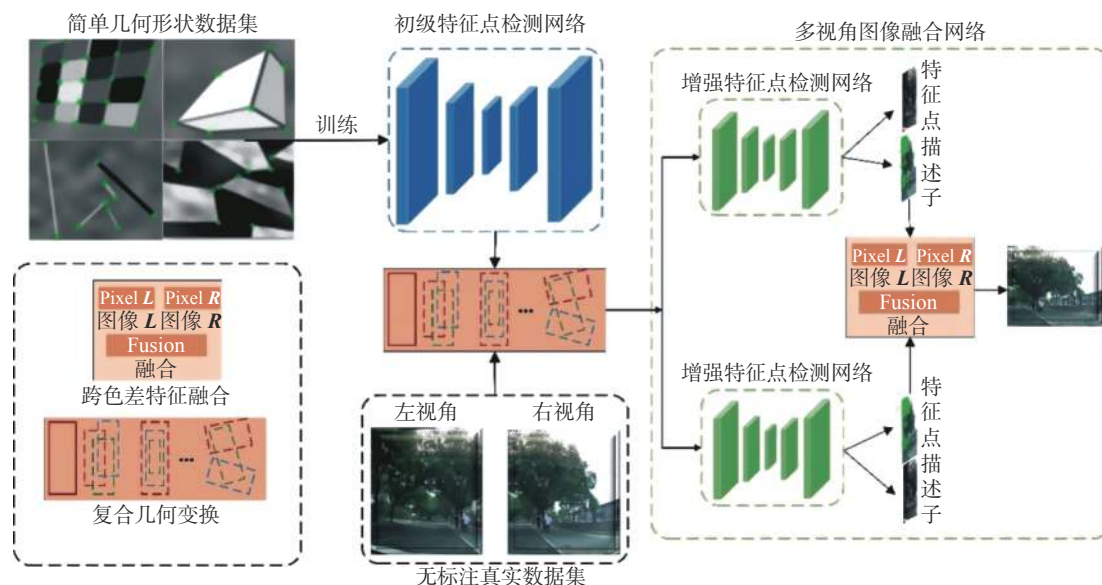 简单几何形状数据集
训练
初级特征点检测网络
多视角图像融合网络
增强特征点检测网络
特征点描述子
Pixel L Pixel R
图像 L 图像 R
Fusion
融合
跨色差特征融合
...
复合几何变换
...
左视角 右视角
无标注真实数据集
Pixel L Pixel R
图像 L 图像 R
Fusion
融合
增强特征点检测网络
特征点描述子